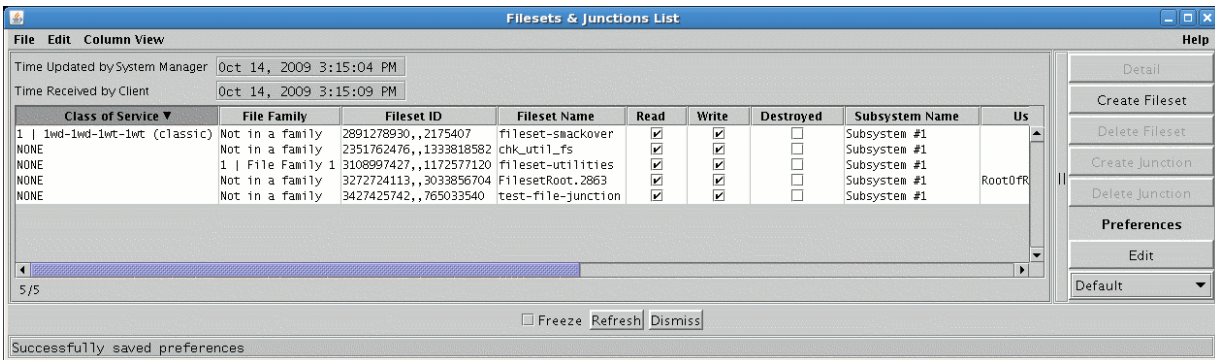 Filesets & Junctions List
File Edit Column View Help
Time Updated by System Manager Oct 14, 2009 3:15:04 PM
Time Received by Client Oct 14, 2009 3:15:09 PM
Class of Service ▼ File Family Fileset ID Fileset Name Read Write Destroyed Subsystem Name Us
1 | 1wd-1wd-1wt-1wt (classic) Not in a family 2891278930,,2175407 fileset-smackover Subsystem #1
NONE Not in a family 2351762476,,1333818582 chk_util_fs Subsystem #1
NONE 1 | File Family 1 3108997427,,1172577120 fileset-utilities Subsystem #1
NONE Not in a family 3272724113,,3033856704 FilesetRoot.2863 Subsystem #1 RootOfR
NONE Not in a family 3427425742,,765033540 test-file-junction Subsystem #1
5/5
Detail
Create Fileset
Delete Fileset
Create Junction
Delete Junction
Preferences
Edit
Default
Freeze Refresh Dismiss
Successfully saved preferences